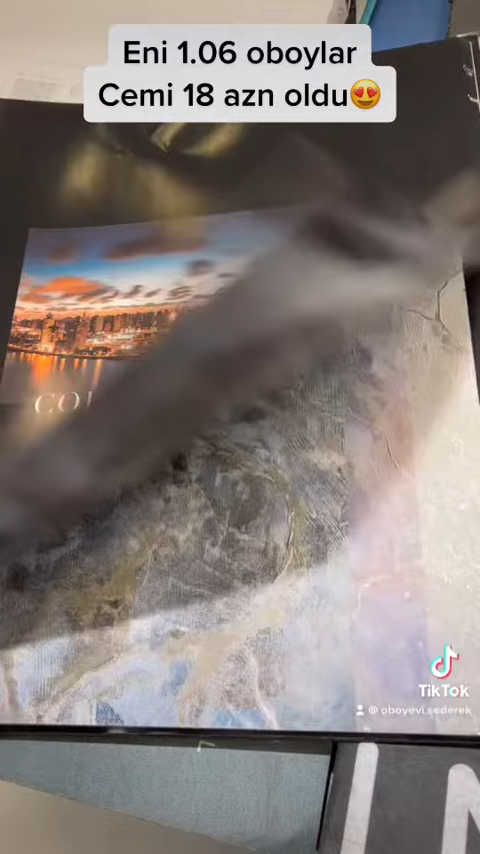 Eni 1.06 oboylar
Cemi 18 azn oldu😍
TikTok
@ oboyevi.sederek